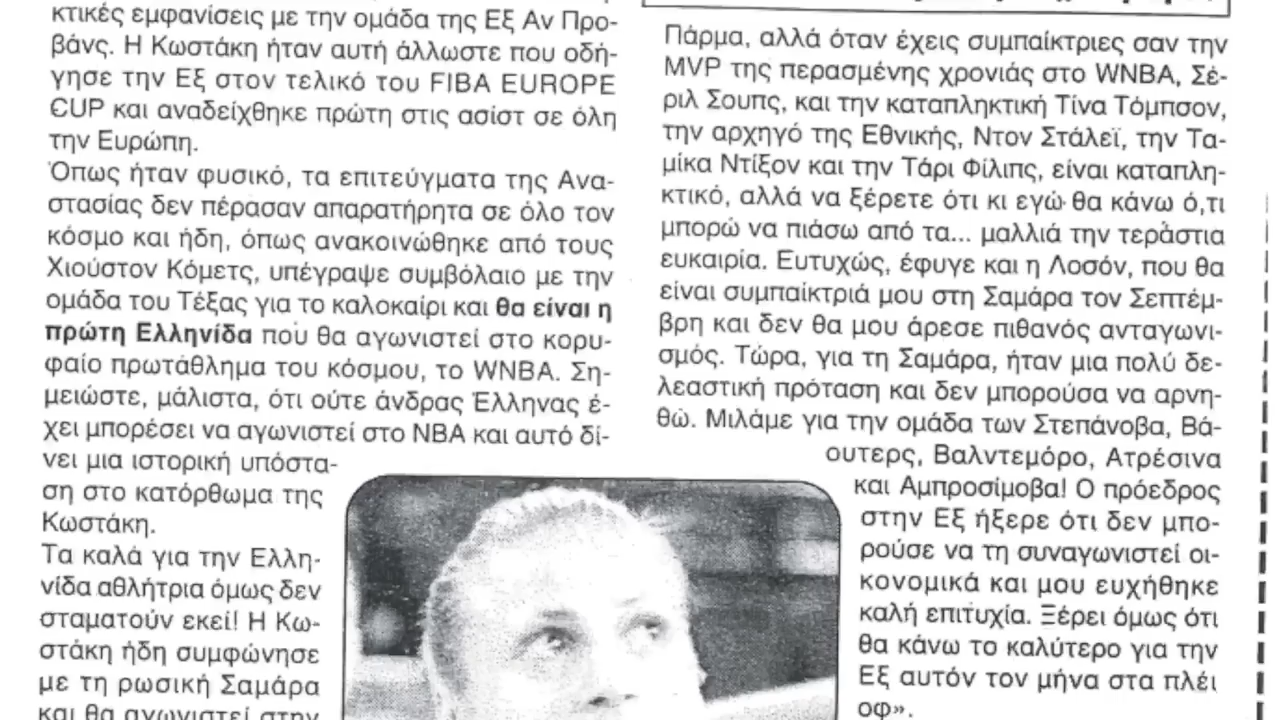 κτικές εμφανίσεις με την ομάδα της Εξ Αν Προ-
βάνς. Η Κωστάκη ήταν αυτή άλλωστε που οδή-
γησε την Εξ στον τελικό του FIBA EUROPE
CUP και αναδείχθηκε πρώτη στις ασίστ σε όλη
την Ευρώπη.
Όπως ήταν φυσικό, τα επιτεύγματα της Ανα-
στασίας δεν πέρασαν απαρατήρητα σε όλο τον
κόσμο και ήδη, όπως ανακοινώθηκε από τους
Χιούστον Κόμετς, υπέγραψε συμβόλαιο με την
ομάδα του Τέξας για το καλοκαίρι και θα είναι η
πρώτη Ελληνίδα που θα αγωνιστεί στο κορυ-
φαίο πρωτάθλημα του κόσμου, το WNBA. Ση-
μειώστε, μάλιστα, ότι ούτε άνδρας Έλληνας έ-
χει μπορέσει να αγωνιστεί στο NBA και αυτό δί-
νει μια ιστορική υπόστα-
ση στο κατόρθωμα της
Κωστάκη.
Τα καλά για την Ελλη-
νίδα αθλήτρια όμως δεν
σταματούν εκεί! Η Κω-
στάκη ήδη συμφώνησε
με τη ρωσική Σαμάρα
και θα αγωνιστεί στην
Πάρμα, αλλά όταν έχεις συμπαίκτριες σαν την
MVP της περασμένης χρονιάς στο WNBA, Σέ-
ριλ Σουπς, και την καταπληκτική Τίνα Τόμπσον,
την αρχηγό της Εθνικής, Ντον Στάλεϊ, την Τα-
μίκα Ντίξον και την Τάρι Φίλιπς, είναι καταπλη-
κτικό, αλλά να ξέρετε ότι κι εγώ θα κάνω ό,τι
μπορώ να πιάσω από τα... μαλλιά την τεράστια
ευκαιρία. Ευτυχώς, έφυγε και η Λοσόν, που θα
είναι συμπαίκτριά μου στη Σαμάρα τον Σεπτέμ-
βρη και δεν θα μου άρεσε πιθανός ανταγωνι-
σμός. Τώρα, για τη Σαμάρα, ήταν μια πολύ δε-
λεαστική πρόταση και δεν μπορούσα να αρνη-
θώ. Μιλάμε για την ομάδα των Στεπάνοβα, Βά-
ουτερς, Βαλντεμόρο, Ατρέσινα
και Αμπροσίμοβα! Ο πρόεδρος
στην Εξ ήξερε ότι δεν μπο-
ρούσε να τη συναγωνιστεί οι-
κονομικά και μου ευχήθηκε
καλή επιτυχία. Ξέρει όμως ότι
θα κάνω το καλύτερο για την
Εξ αυτόν τον μήνα στα πλέι
οφ».